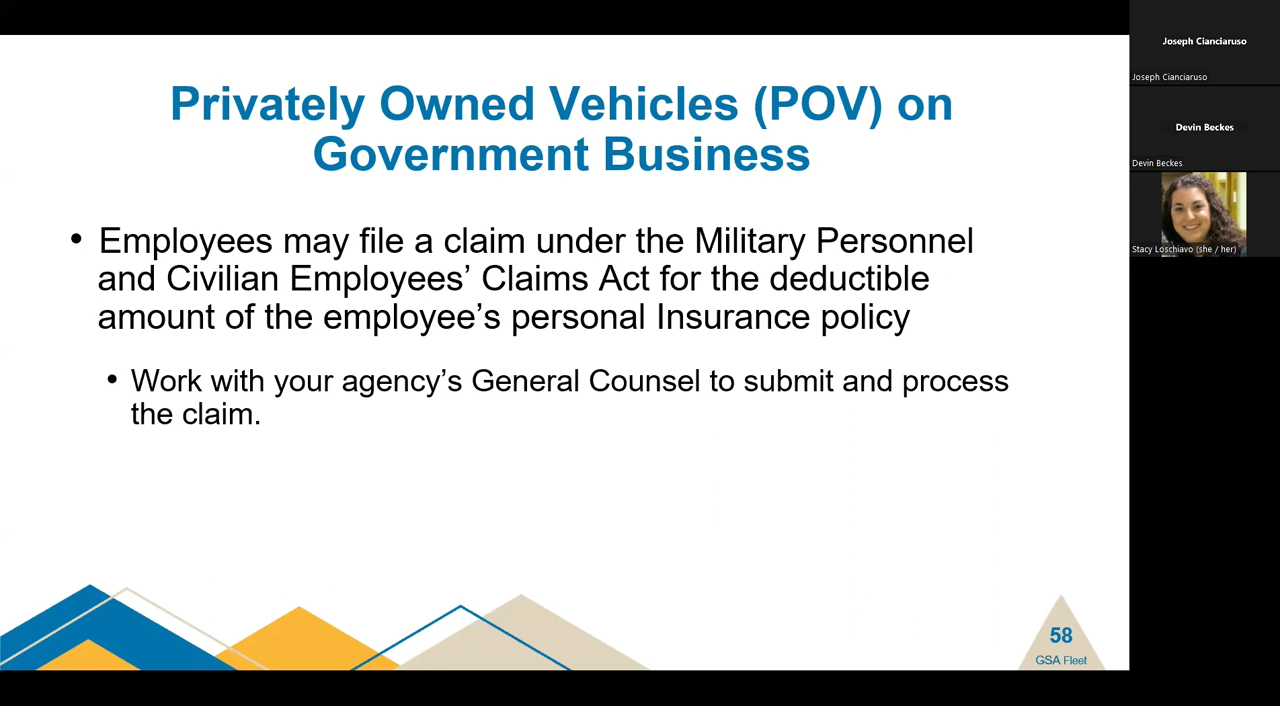 Privately Owned Vehicles (POV) on
Government Business
• Employees may file a claim under the Military Personnel
and Civilian Employees’ Claims Act for the deductible
amount of the employee’s personal Insurance policy
• Work with your agency’s General Counsel to submit and process
the claim.
58
GSA Fleet
Joseph Cianciaruso
Joseph Cianciaruso
Devin Beckes
Devin Beckes
Stacy Loschiavo (she / her)